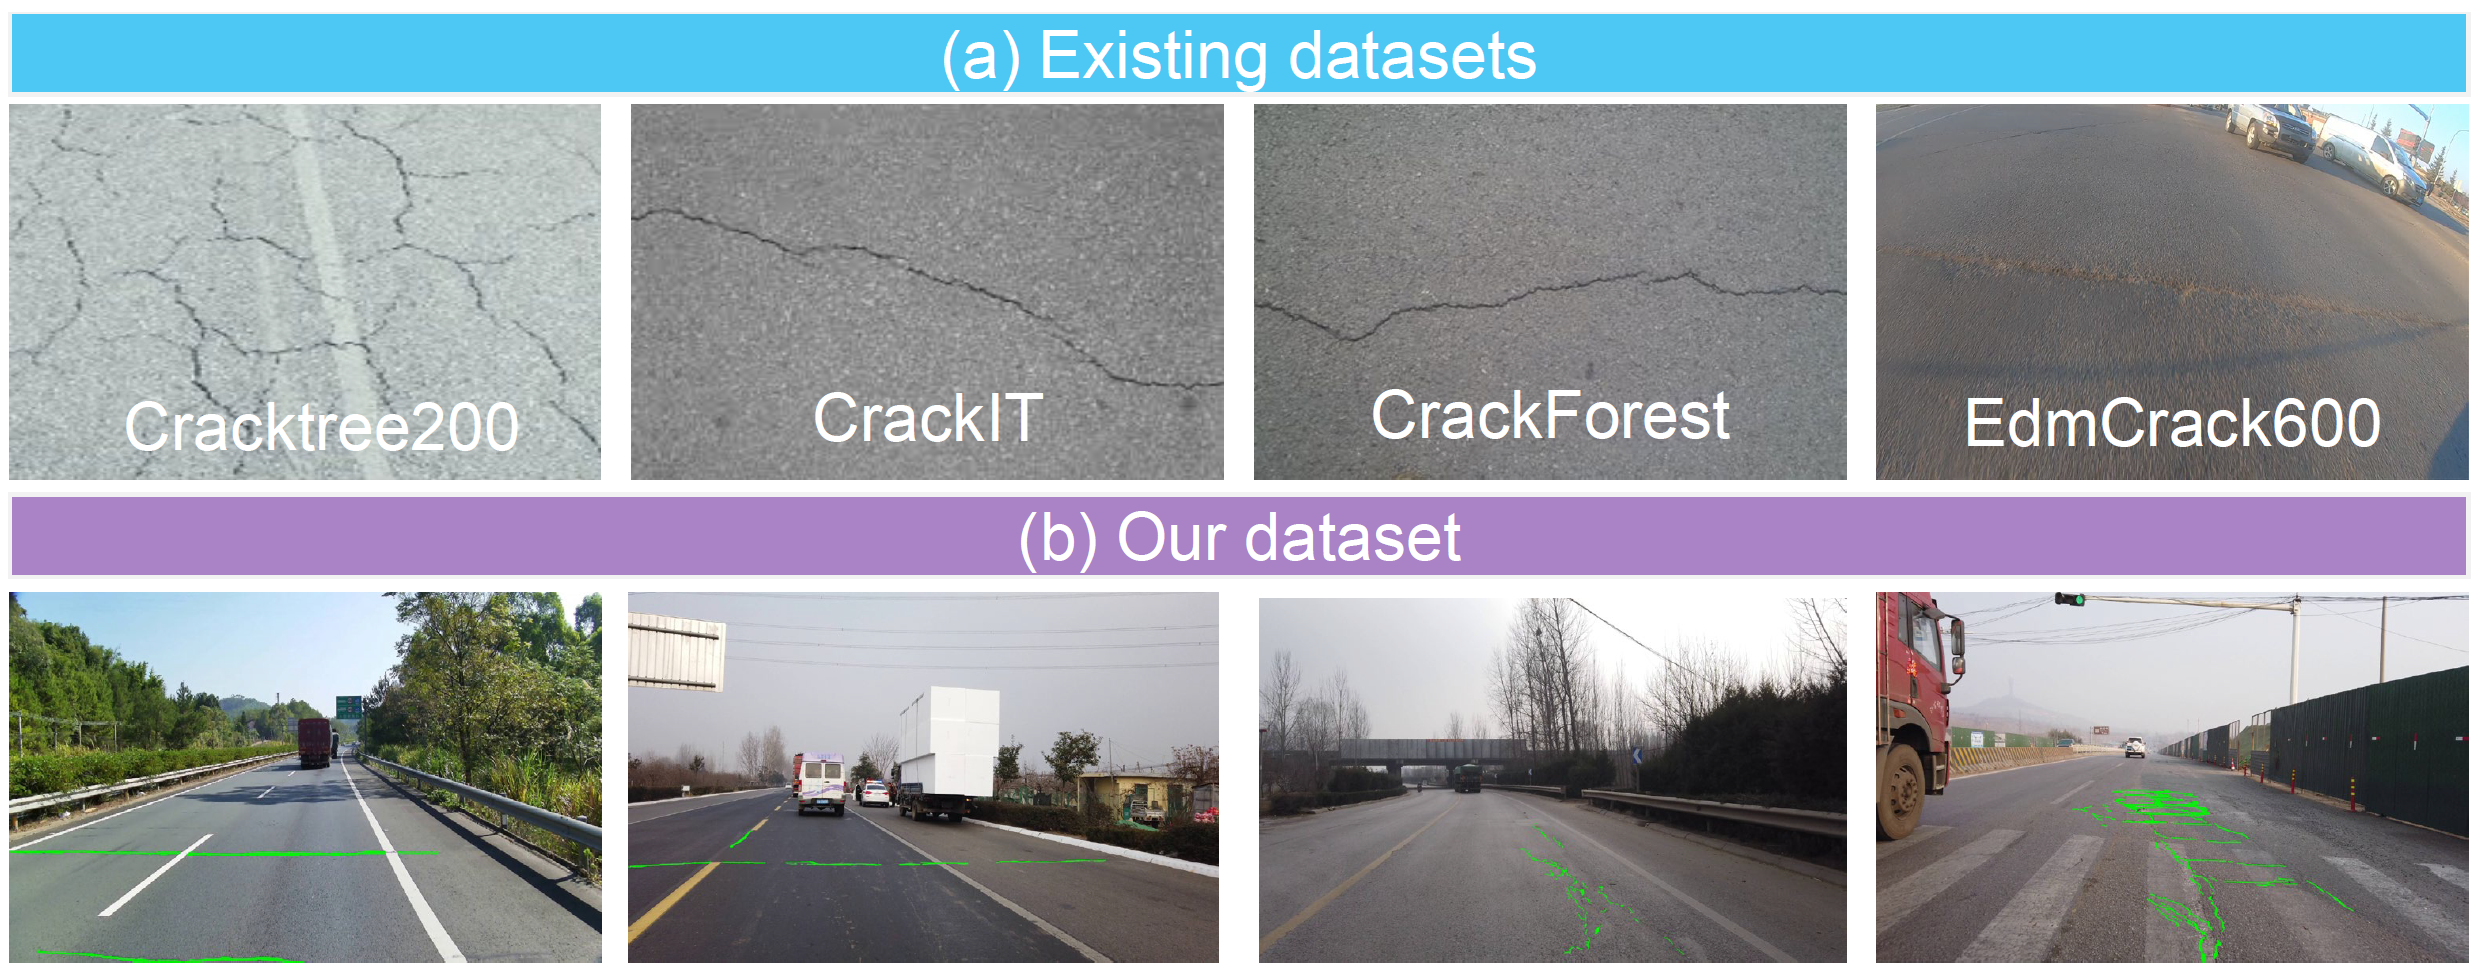 (a) Existing datasets
Cracktree200
CrackIT
CrackForest
EdmCrack600
(b) Our dataset